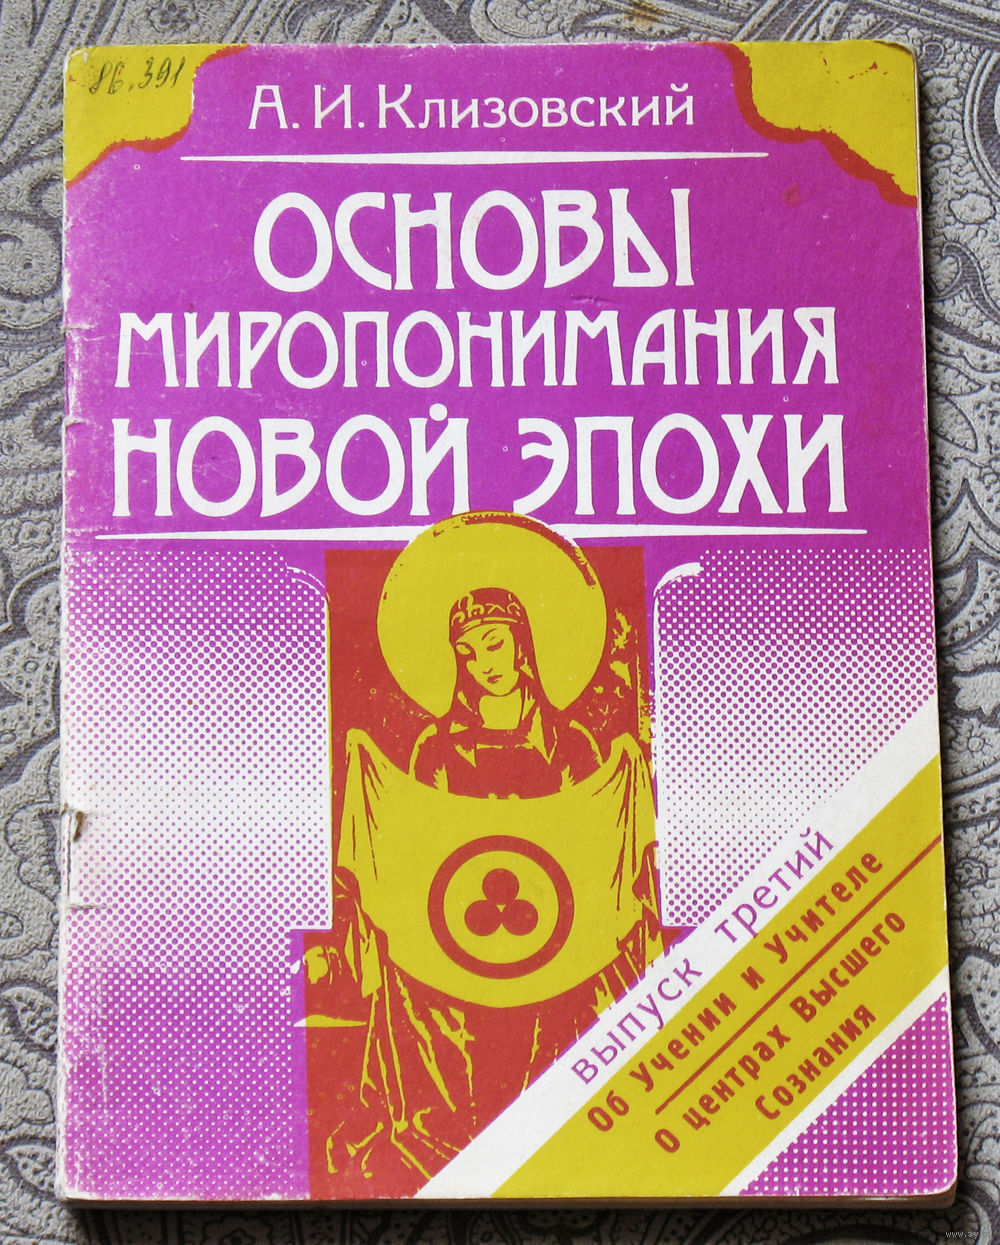 86.391
А. И. Клизовский
ОСНОВЫ
МИРОПОНИМАНИЯ
НОВОЙ ЭПОХИ
выпуск третий
Об Учении и Учителе
О центрах Высшего
Сознания